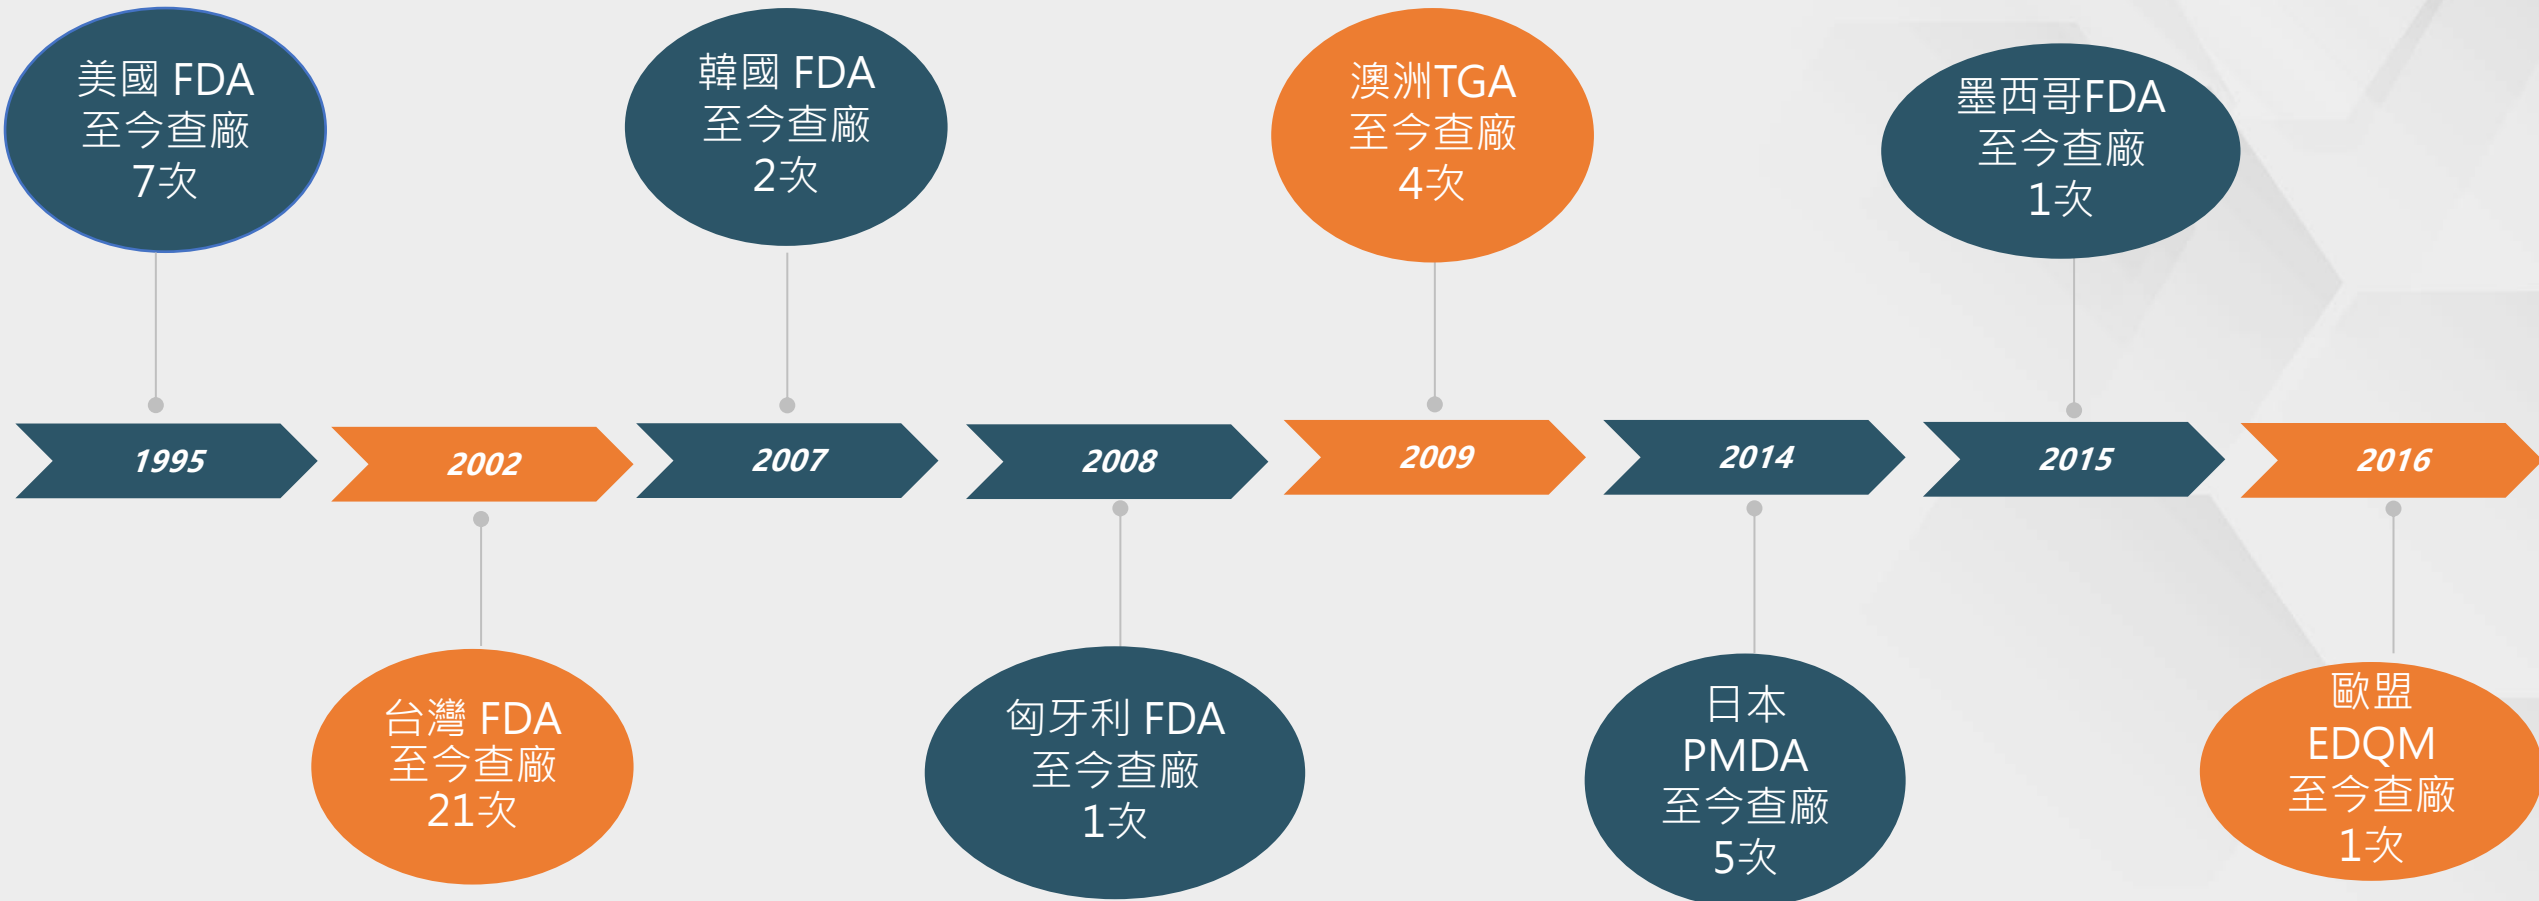 美國 FDA
至今查廠
7次
韓國 FDA
至今查廠
2次
澳洲TGA
至今查廠
4次
墨西哥FDA
至今查廠
1次
1995
2002
2007
2008
2009
2014
2015
2016
台灣 FDA
至今查廠
21次
匈牙利 FDA
至今查廠
1次
日本
PMDA
至今查廠
5次
歐盟
EDQM
至今查廠
1次